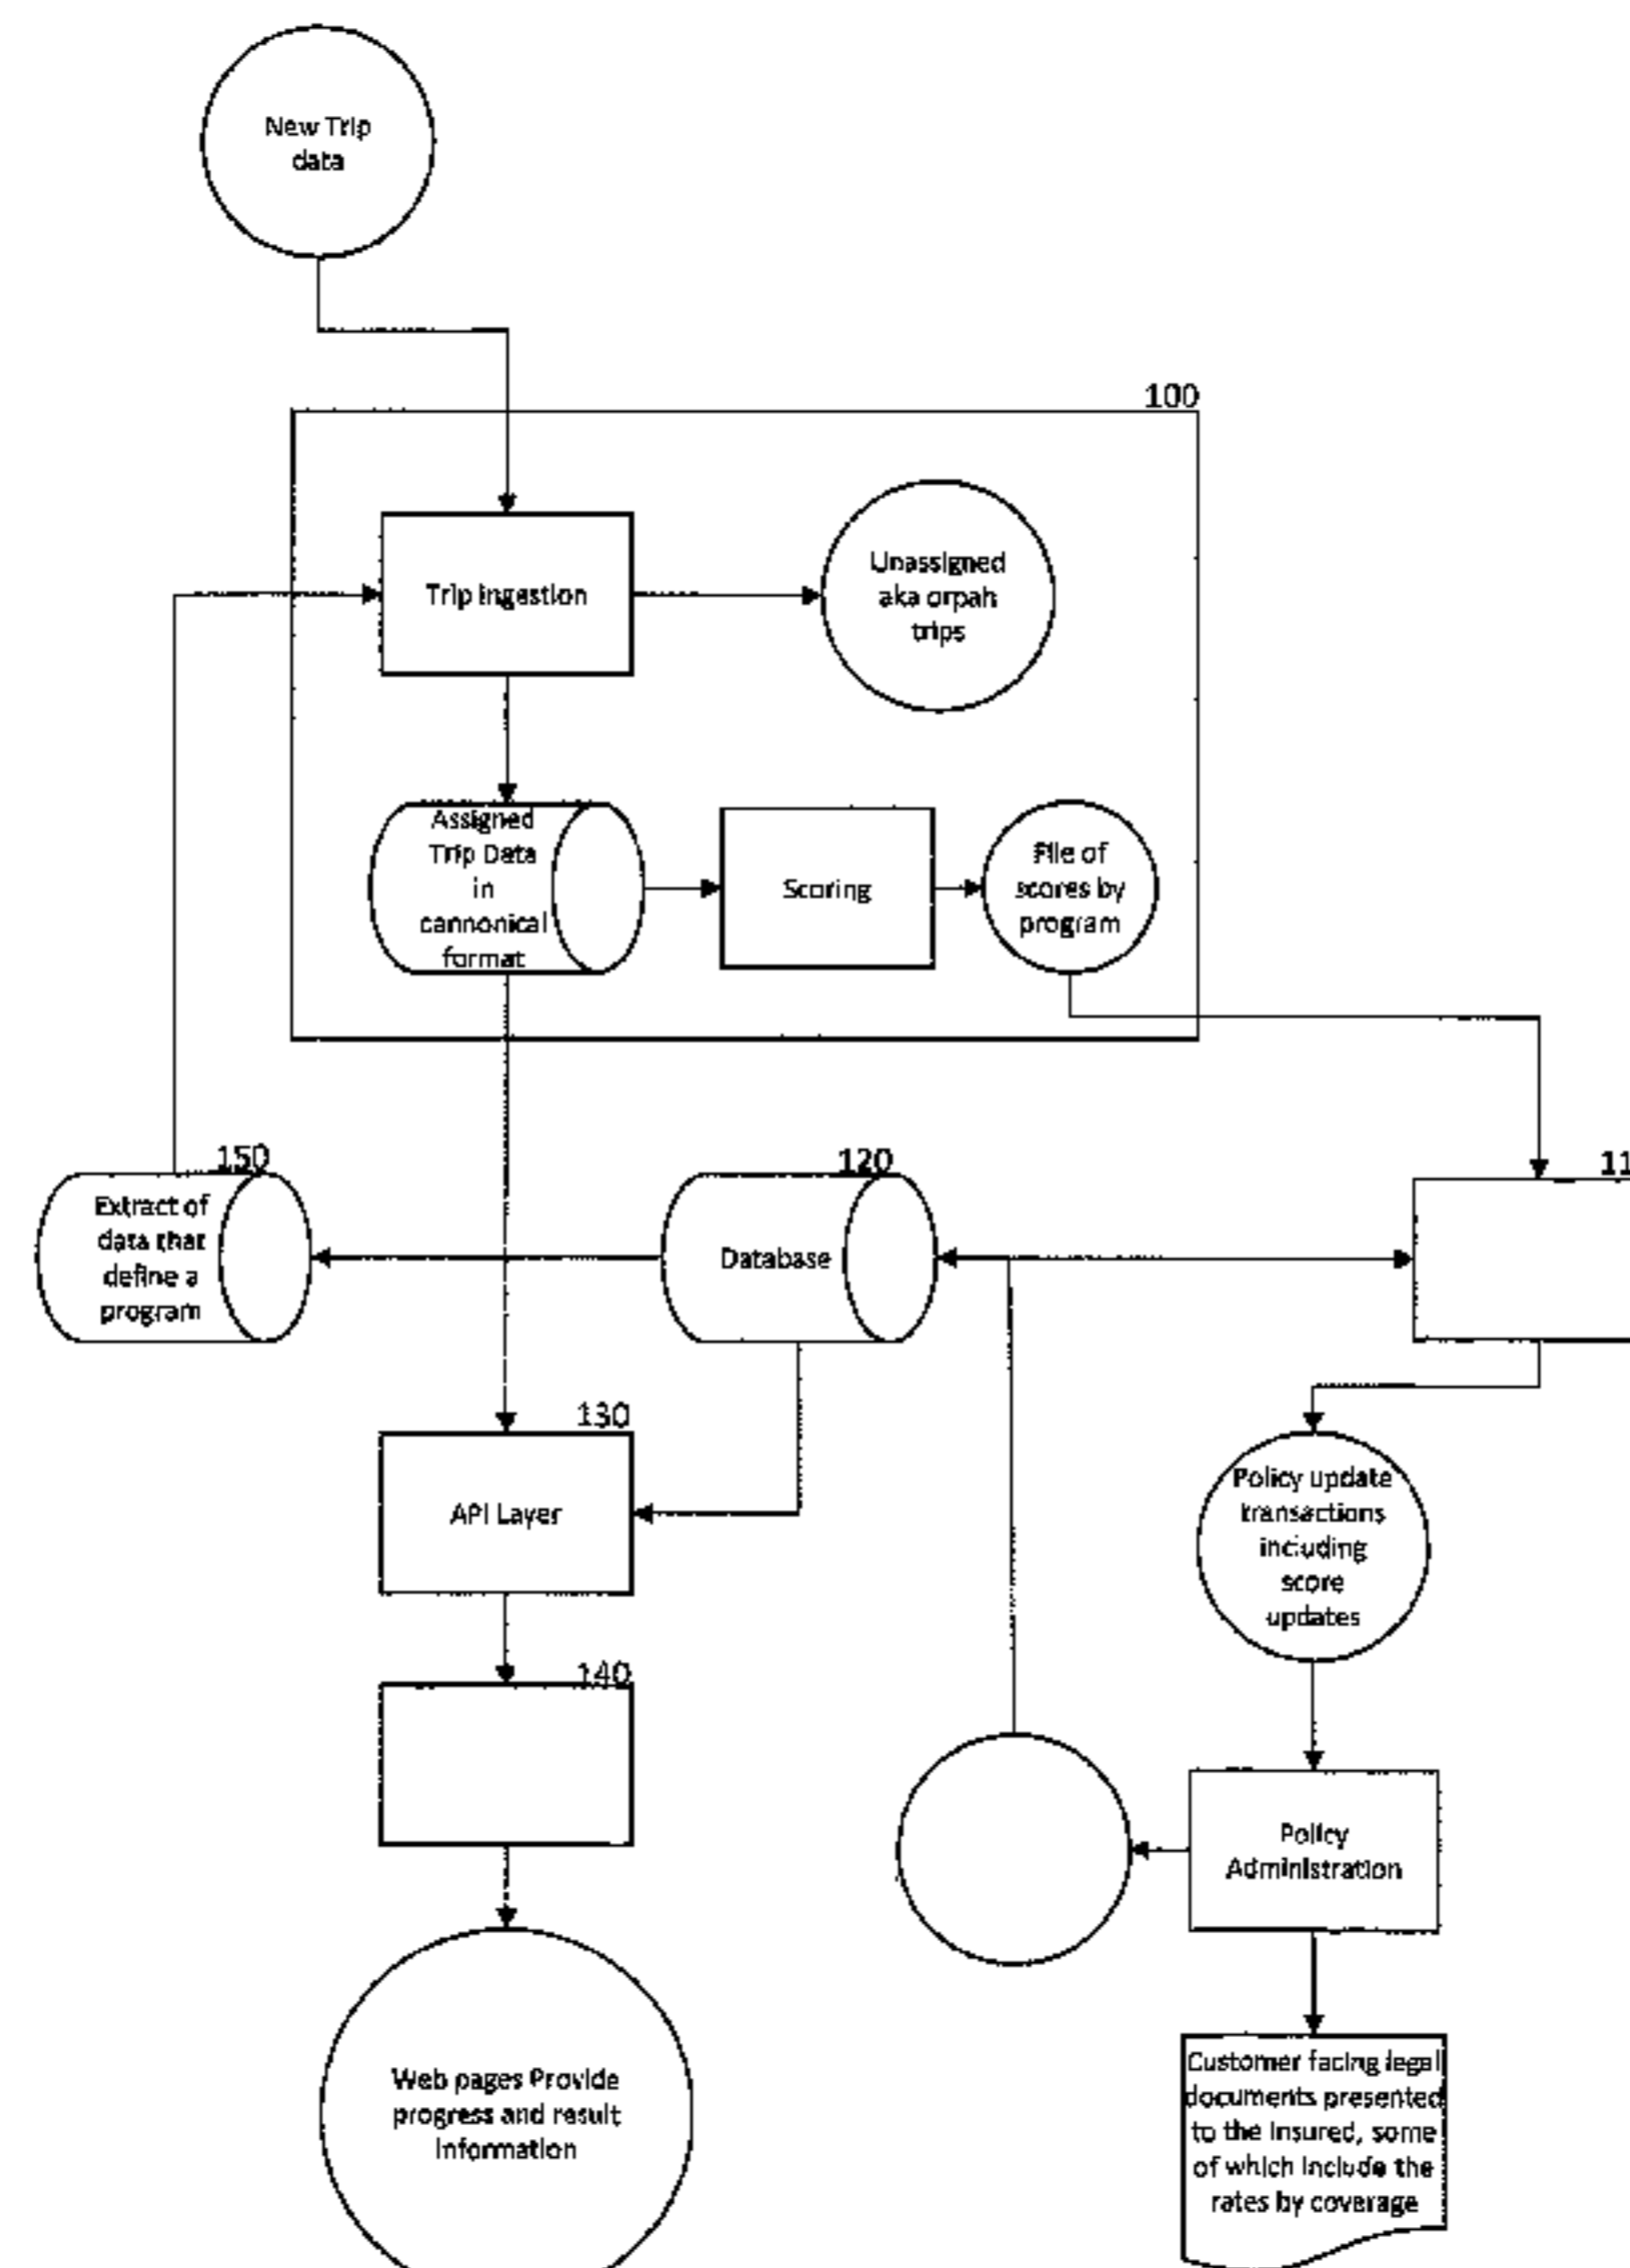 New Trip
data
100
Trip Ingestion
Unassigned
aka orpah
trips
Assigned
Trip Data
in
cannonical
format
Scoring
File of
scores by
program
150
Extract of
data that
define a
program
120
Database
11
130
API Layer
Policy update
transactions
including
score
updates
140
Policy
Administration
Web pages Provide
progress and result
information
Customer facing legal
documents presented
to the insured, some
of which include the
rates by coverage